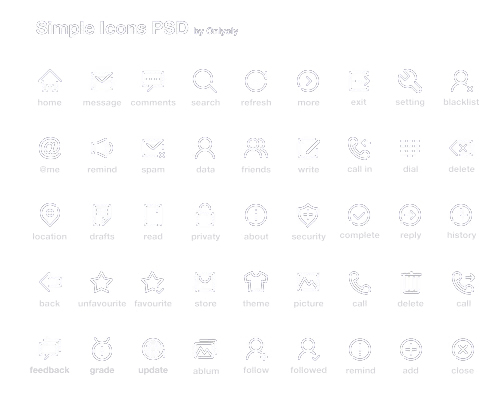 Simple Icons PSD by Onlyoly
home message comments search refresh more exit setting blacklist
@me remind spam data friends write call in dial delete
location drafts read privaty about security complete reply history
back unfavourite favourite store theme picture call delete call
feedback grade update ablum follow followed remind add close